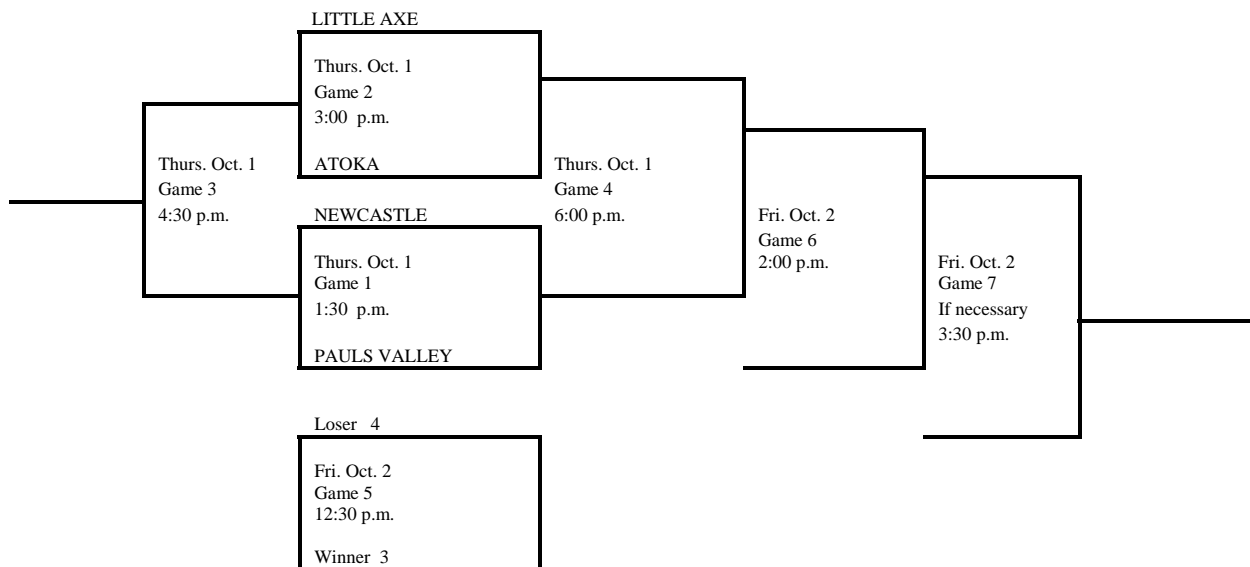 LITTLE AXE
Thurs. Oct. 1
Game 2
3:00 p.m.
ATOKA
Thurs. Oct. 1
Game 3
4:30 p.m.
Thurs. Oct. 1
Game 4
6:00 p.m.
NEWCASTLE
Thurs. Oct. 1
Game 1
1:30 p.m.
PAULS VALLEY
Fri. Oct. 2
Game 6
2:00 p.m.
Fri. Oct. 2
Game 7
If necessary
3:30 p.m.
Loser 4
Fri. Oct. 2
Game 5
12:30 p.m.
Winner 3